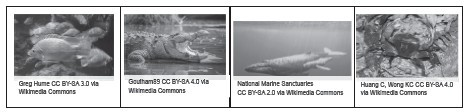 Greg Hume CC BY-SA 3.0 via
Wikimedia Commons
Goutham89 CC BY-SA 4.0 via
Wikimedia Commons
National Marine Sanctuaries
CC BY-SA 2.0 via Wikimedia Commons
Huang C, Wong KC CC BY-SA 4.0
via Wikimedia Commons